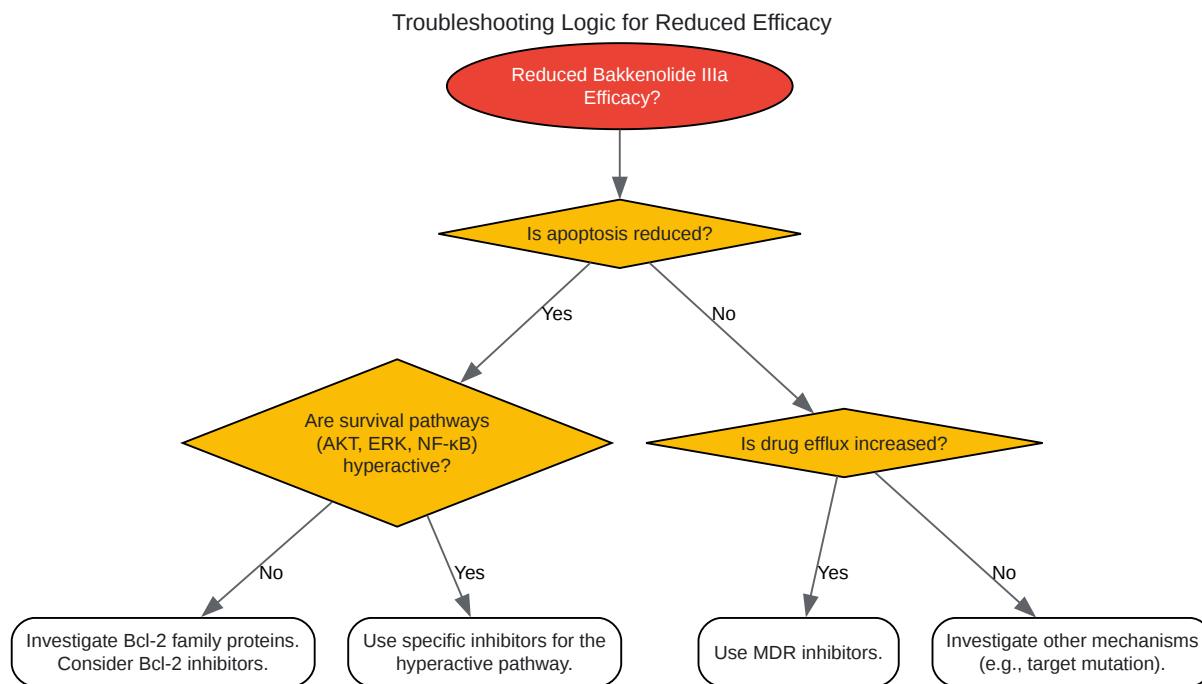 Troubleshooting Logic for Reduced Efficacy
Reduced Bakkenolide IIIa
Efficacy?
Is apoptosis reduced?
Yes
No
Are survival pathways
(AKT, ERK, NF-κB)
hyperactive?
Is drug efflux increased?
No
Yes
Yes
No
Investigate Bcl-2 family proteins.
Consider Bcl-2 inhibitors.
Use specific inhibitors for the
hyperactive pathway.
Use MDR inhibitors.
Investigate other mechanisms
(e.g., target mutation).